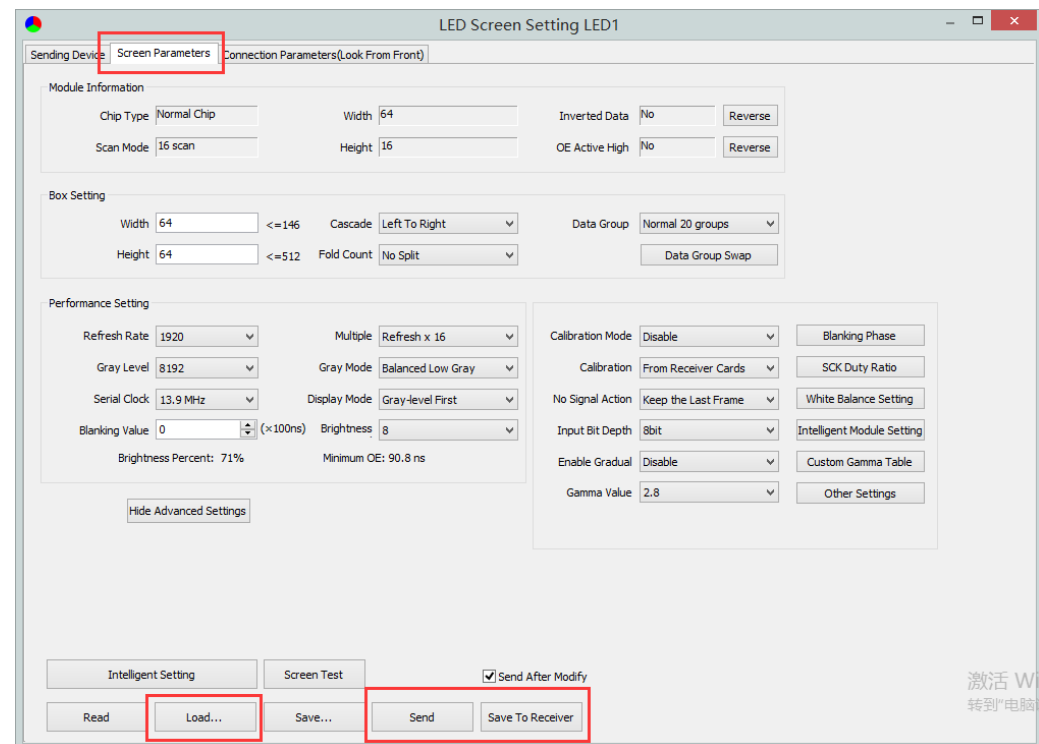 LED Screen Setting LED1
Sending Device Screen Parameters Connection Parameters(Look From Front)
Module Information
Chip Type Normal Chip Width 64 Inverted Data No Reverse
Scan Mode 16 scan Height 16 OE Active High No Reverse
Box Setting
Width 64 <=146 Cascade Left To Right Data Group Normal 20 groups
Height 64 <=512 Fold Count No Split Data Group Swap
Performance Setting
Refresh Rate 1920 Multiple Refresh x 16 Calibration Mode Disable Blanking Phase
Gray Level 8192 Gray Mode Balanced Low Gray Calibration From Receiver Cards SCK Duty Ratio
Serial Clock 13.9 MHz Display Mode Gray-level First No Signal Action Keep the Last Frame White Balance Setting
Blanking Value 0 (×100ns) Brightness 8 Input Bit Depth 8bit Intelligent Module Setting
Brightness Percent: 71% Minimum OE: 90.8 ns Enable Gradual Disable Custom Gamma Table
Gamma Value 2.8 Other Settings
Hide Advanced Settings
Intelligent Setting Screen Test Send After Modify
激活 Wi
Read Load... Save... Send Save To Receiver
转到"电脑